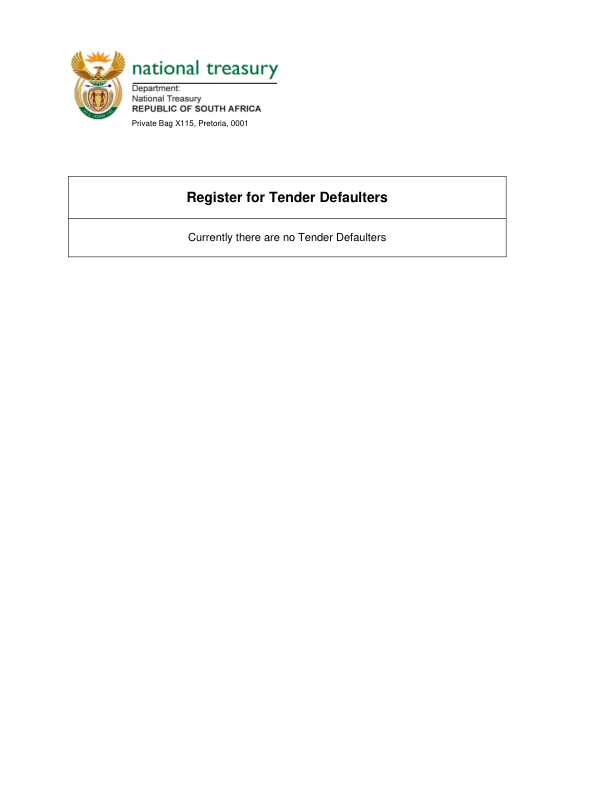 national treasury
Department:
National Treasury
REPUBLIC OF SOUTH AFRICA
Private Bag X115, Pretoria, 0001
Register for Tender Defaulters
Currently there are no Tender Defaulters